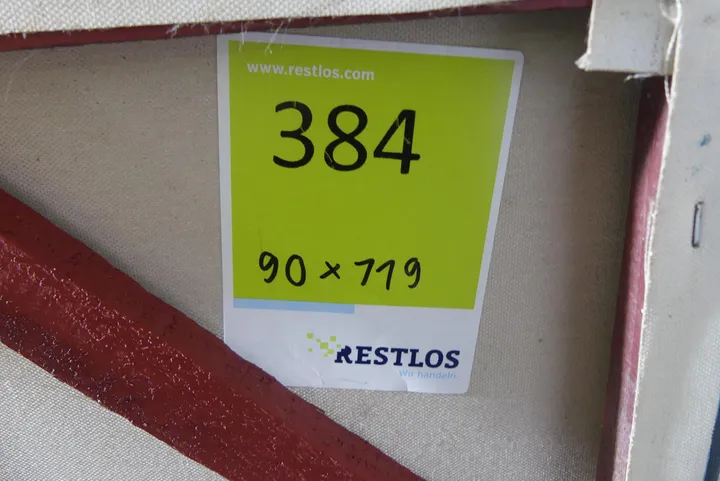 www.restlos.com
384
90 x 119
RESTLOS
Wir handeln